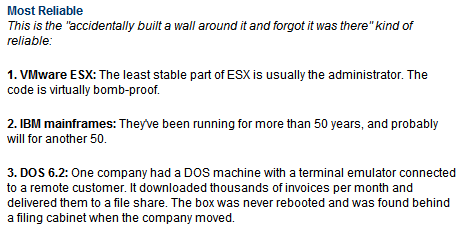 Most Reliable
This is the "accidentally built a wall around it and forgot it was there" kind of
reliable:
1. VMware ESX: The least stable part of ESX is usually the administrator. The
code is virtually bomb-proof.
2. IBM mainframes: They've been running for more than 50 years, and probably
will for another 50.
3. DOS 6.2: One company had a DOS machine with a terminal emulator connected
to a remote customer. It downloaded thousands of invoices per month and
delivered them to a file share. The box was never rebooted and was found behind
a filing cabinet when the company moved.